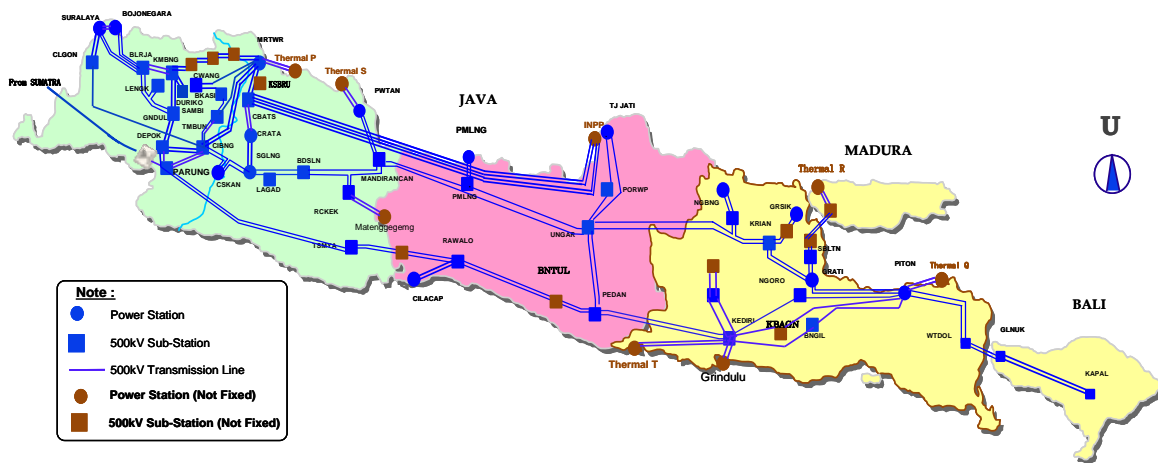 SURALAYA
BOJONEGARA
CLGON
BLRJA
KMBNG
MRTWR
Thermal P
CWANG
LENGK
BKASI
DURIKO
SAMBI
KSBRU
From SUMATRA
GNDUL
TMBUN
CBATS
DEPOK
CIBNG
CRATA
PARUNG
CSKAN
SGLNG
LAGAD
BDSLN
Thermal S
PWTAN
MANDIRANCAN
RCKEK
Matenggegemg
TSMYA
RAWALO
CILACAP
JAVA
PMLNG
PMLNG
INPP
TJ JATI
PORWP
UNGAR
BNTUL
PEDAN
MADURA
Thermal R
NGBNG
GRSIK
KRIAN
SBLTN
GRATI
NGORO
PITON
Thermal Q
KEDIRI
KBAGN
BNGIL
Thermal T
Grindulu
WTDOL
GLNUK
BALI
KAPAL
U
Note :
Power Station
500kV Sub-Station
500kV Transmission Line
Power Station (Not Fixed)
500kV Sub-Station (Not Fixed)